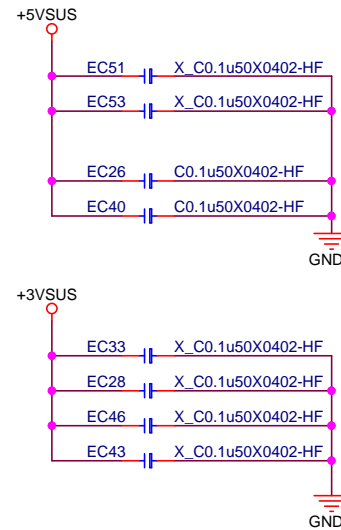 +5VSUS
EC51 X_C0.1u50X0402-HF
EC53 X_C0.1u50X0402-HF
EC26 C0.1u50X0402-HF
EC40 C0.1u50X0402-HF
GND
+3VSUS
EC33 X_C0.1u50X0402-HF
EC28 X_C0.1u50X0402-HF
EC46 X_C0.1u50X0402-HF
EC43 X_C0.1u50X0402-HF
GND